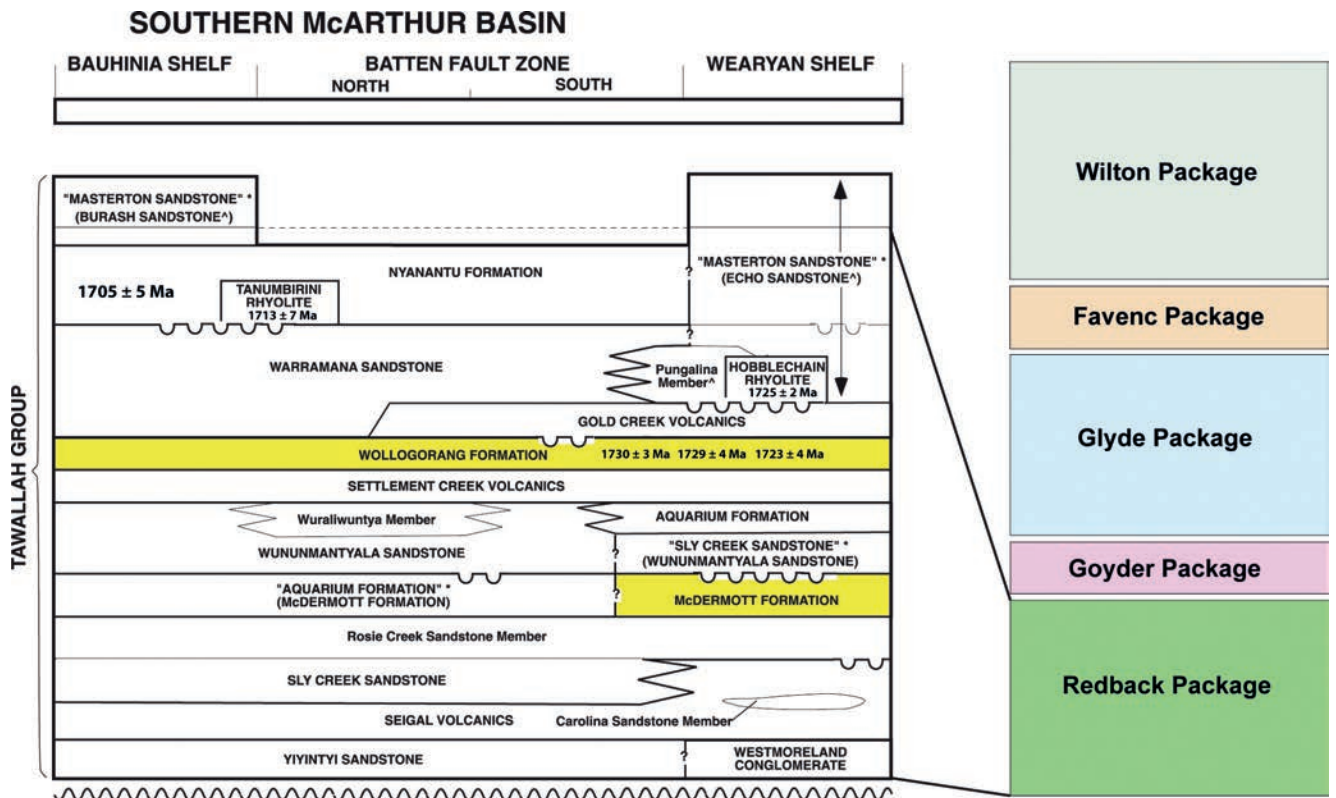 SOUTHERN McARTHUR BASIN
BAUHINIA SHELF
BATTEN FAULT ZONE
WEARYAN SHELF
NORTH
SOUTH
TAWALLAH GROUP
"MASTERTON SANDSTONE" *
(BURASH SANDSTONE^)
NYANANTU FORMATION
?
"MASTERTON SANDSTONE" *
(ECHO SANDSTONE^)
1705 ± 5 Ma
TANUMBIRINI
RHYOLITE
1713 ± 7 Ma
?
WARRAMANA SANDSTONE
Pungalina
Member^
HOBBLECHAIN
RHYOLITE
1725 ± 2 Ma
GOLD CREEK VOLCANICS
WOLLOGORANG FORMATION
1730 ± 3 Ma 1729 ± 4 Ma 1723 ± 4 Ma
SETTLEMENT CREEK VOLCANICS
Wuraliwuntya Member
AQUARIUM FORMATION
WUNUNMANTYALA SANDSTONE
?
"SLY CREEK SANDSTONE" *
(WUNUNMANTYALA SANDSTONE)
"AQUARIUM FORMATION" *
(McDERMOTT FORMATION)
?
McDERMOTT FORMATION
Rosie Creek Sandstone Member
SLY CREEK SANDSTONE
SEIGAL VOLCANICS
Carolina Sandstone Member
YIYINTYI SANDSTONE
?
WESTMORELAND
CONGLOMERATE
Wilton Package
Favenc Package
Glyde Package
Goyder Package
Redback Package